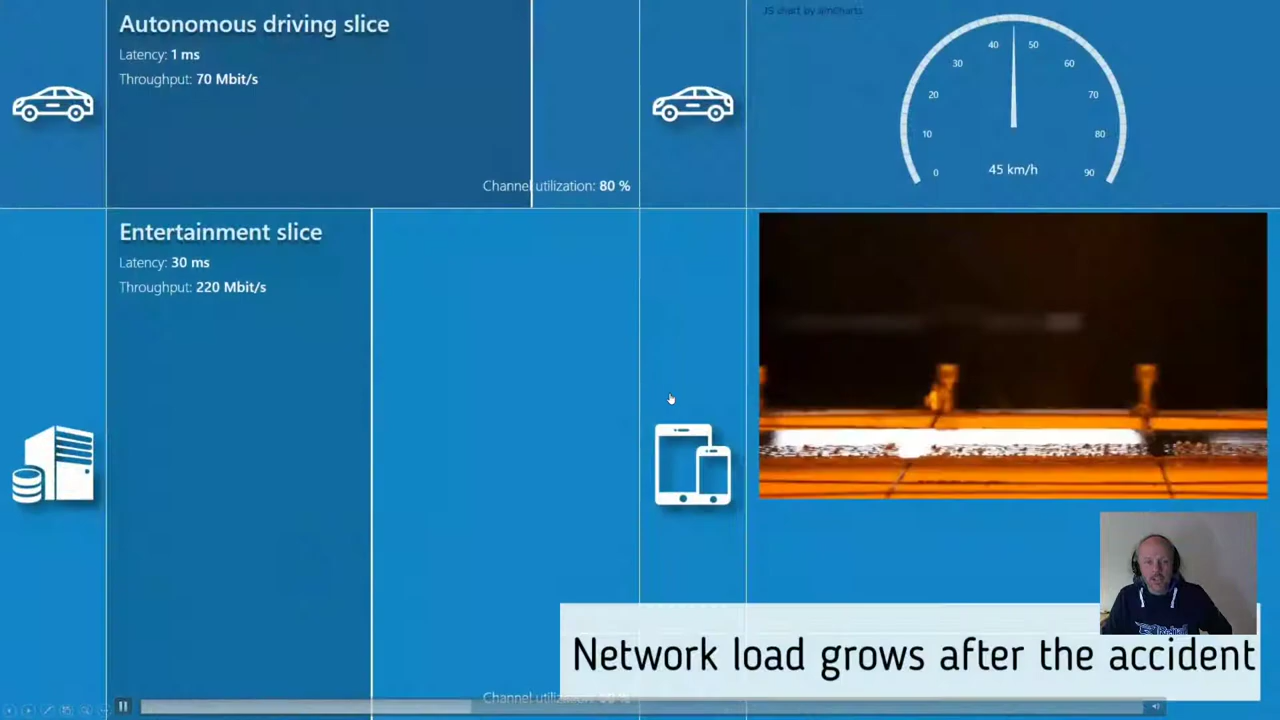 Autonomous driving slice
Latency: 1 ms
Throughput: 70 Mbit/s
Channel utilization: 80 %
JS chart by amCharts
0
10
20
30
40
50
60
70
80
90
45 km/h
Entertainment slice
Latency: 30 ms
Throughput: 220 Mbit/s
Network load grows after the accident
Channel utilization: